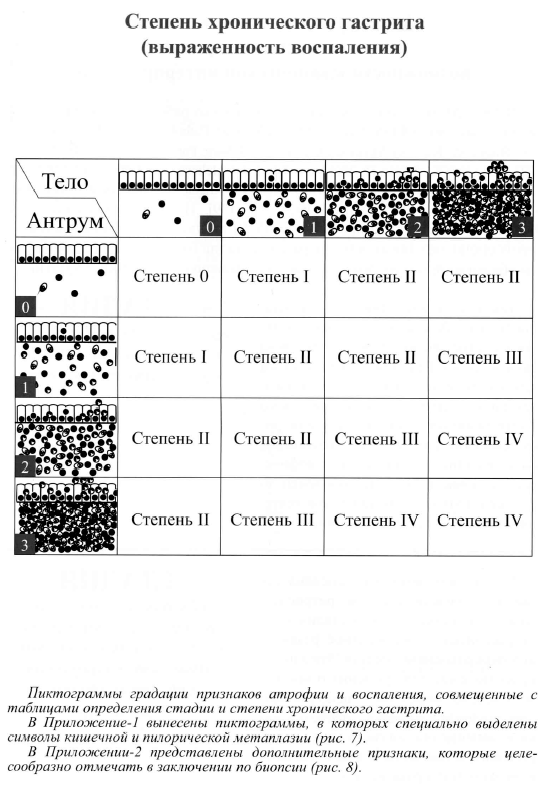 Степень хронического гастрита
(выраженность воспаления)
Тело
Антрум
0
1
2
3
0
Степень 0
Степень I
Степень II
Степень II
1
Степень I
Степень II
Степень II
Степень III
2
Степень II
Степень II
Степень III
Степень IV
3
Степень II
Степень III
Степень IV
Степень IV
Пиктограммы градации признаков атрофии и воспаления, совмещенные с
таблицами определения стадии и степени хронического гастрита.
В Приложение-1 вынесены пиктограммы, в которых специально выделены
символы кишечной и пилорической метаплазии (рис. 7).
В Приложении-2 представлены дополнительные признаки, которые целе-
сообразно отмечать в заключении по биопсии (рис. 8).